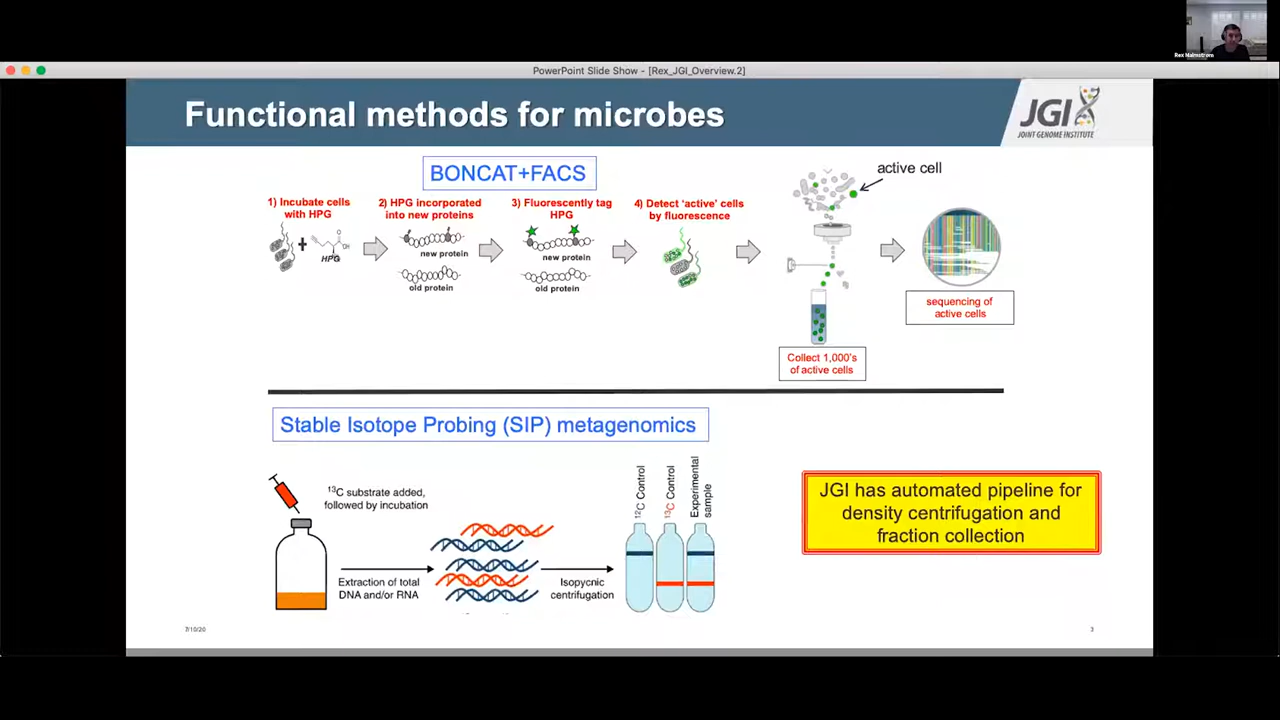 Rex Malmstrom
PowerPoint Slide Show - [Rex_JGI_Overview.2]
Functional methods for microbes
JGI
JOINT GENOME INSTITUTE
BONCAT+FACS
active cell
1) Incubate cells
with HPG
2) HPG incorporated
into new proteins
3) Fluorescently tag
HPG
4) Detect ‘active’ cells
by fluorescence
+
OH
HPG
new protein
old protein
new protein
old protein
sequencing of
active cells
Collect 1,000's
of active cells
Stable Isotope Probing (SIP) metagenomics
¹³C substrate added,
followed by incubation
Extraction of total
DNA and/or RNA
Isopycnic
centrifugation
¹²C Control
¹³C Control
Experimental
sample
JGI has automated pipeline for
density centrifugation and
fraction collection
7/10/20
3